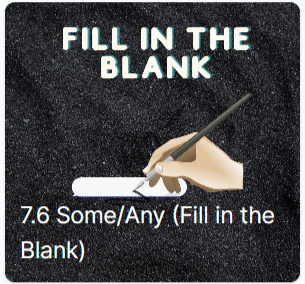 FILL IN THE
BLANK
7.6 Some/Any (Fill in the
Blank)